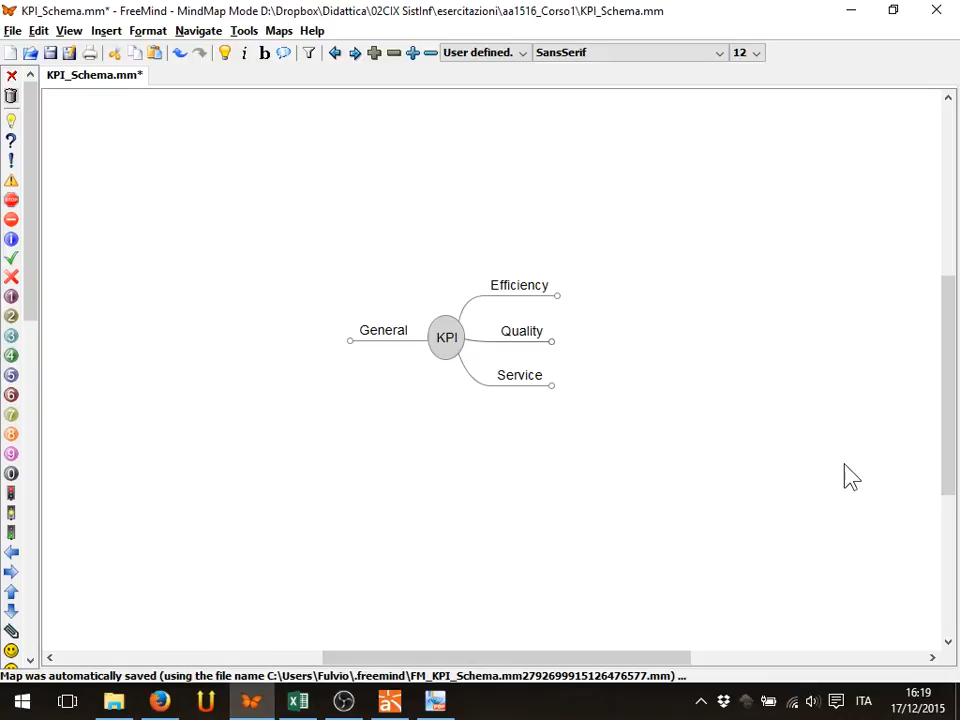 KPI_Schema.mm* - FreeMind - MindMap Mode D:\Dropbox\Didattica\02CIX SistInf\esercitazioni\aa1516_Corso1\KPI_Schema.mm
File Edit View Insert Format Navigate Tools Maps Help
i b User defined. SansSerif 12
KPI_Schema.mm*
Efficiency
General KPI Quality
Service
Map was automatically saved (using the file name C:\Users\Fulvio\.freemind\FM_KPI_Schema.mm2792699915126476577.mm) ...
ITA 16:19
17/12/2015